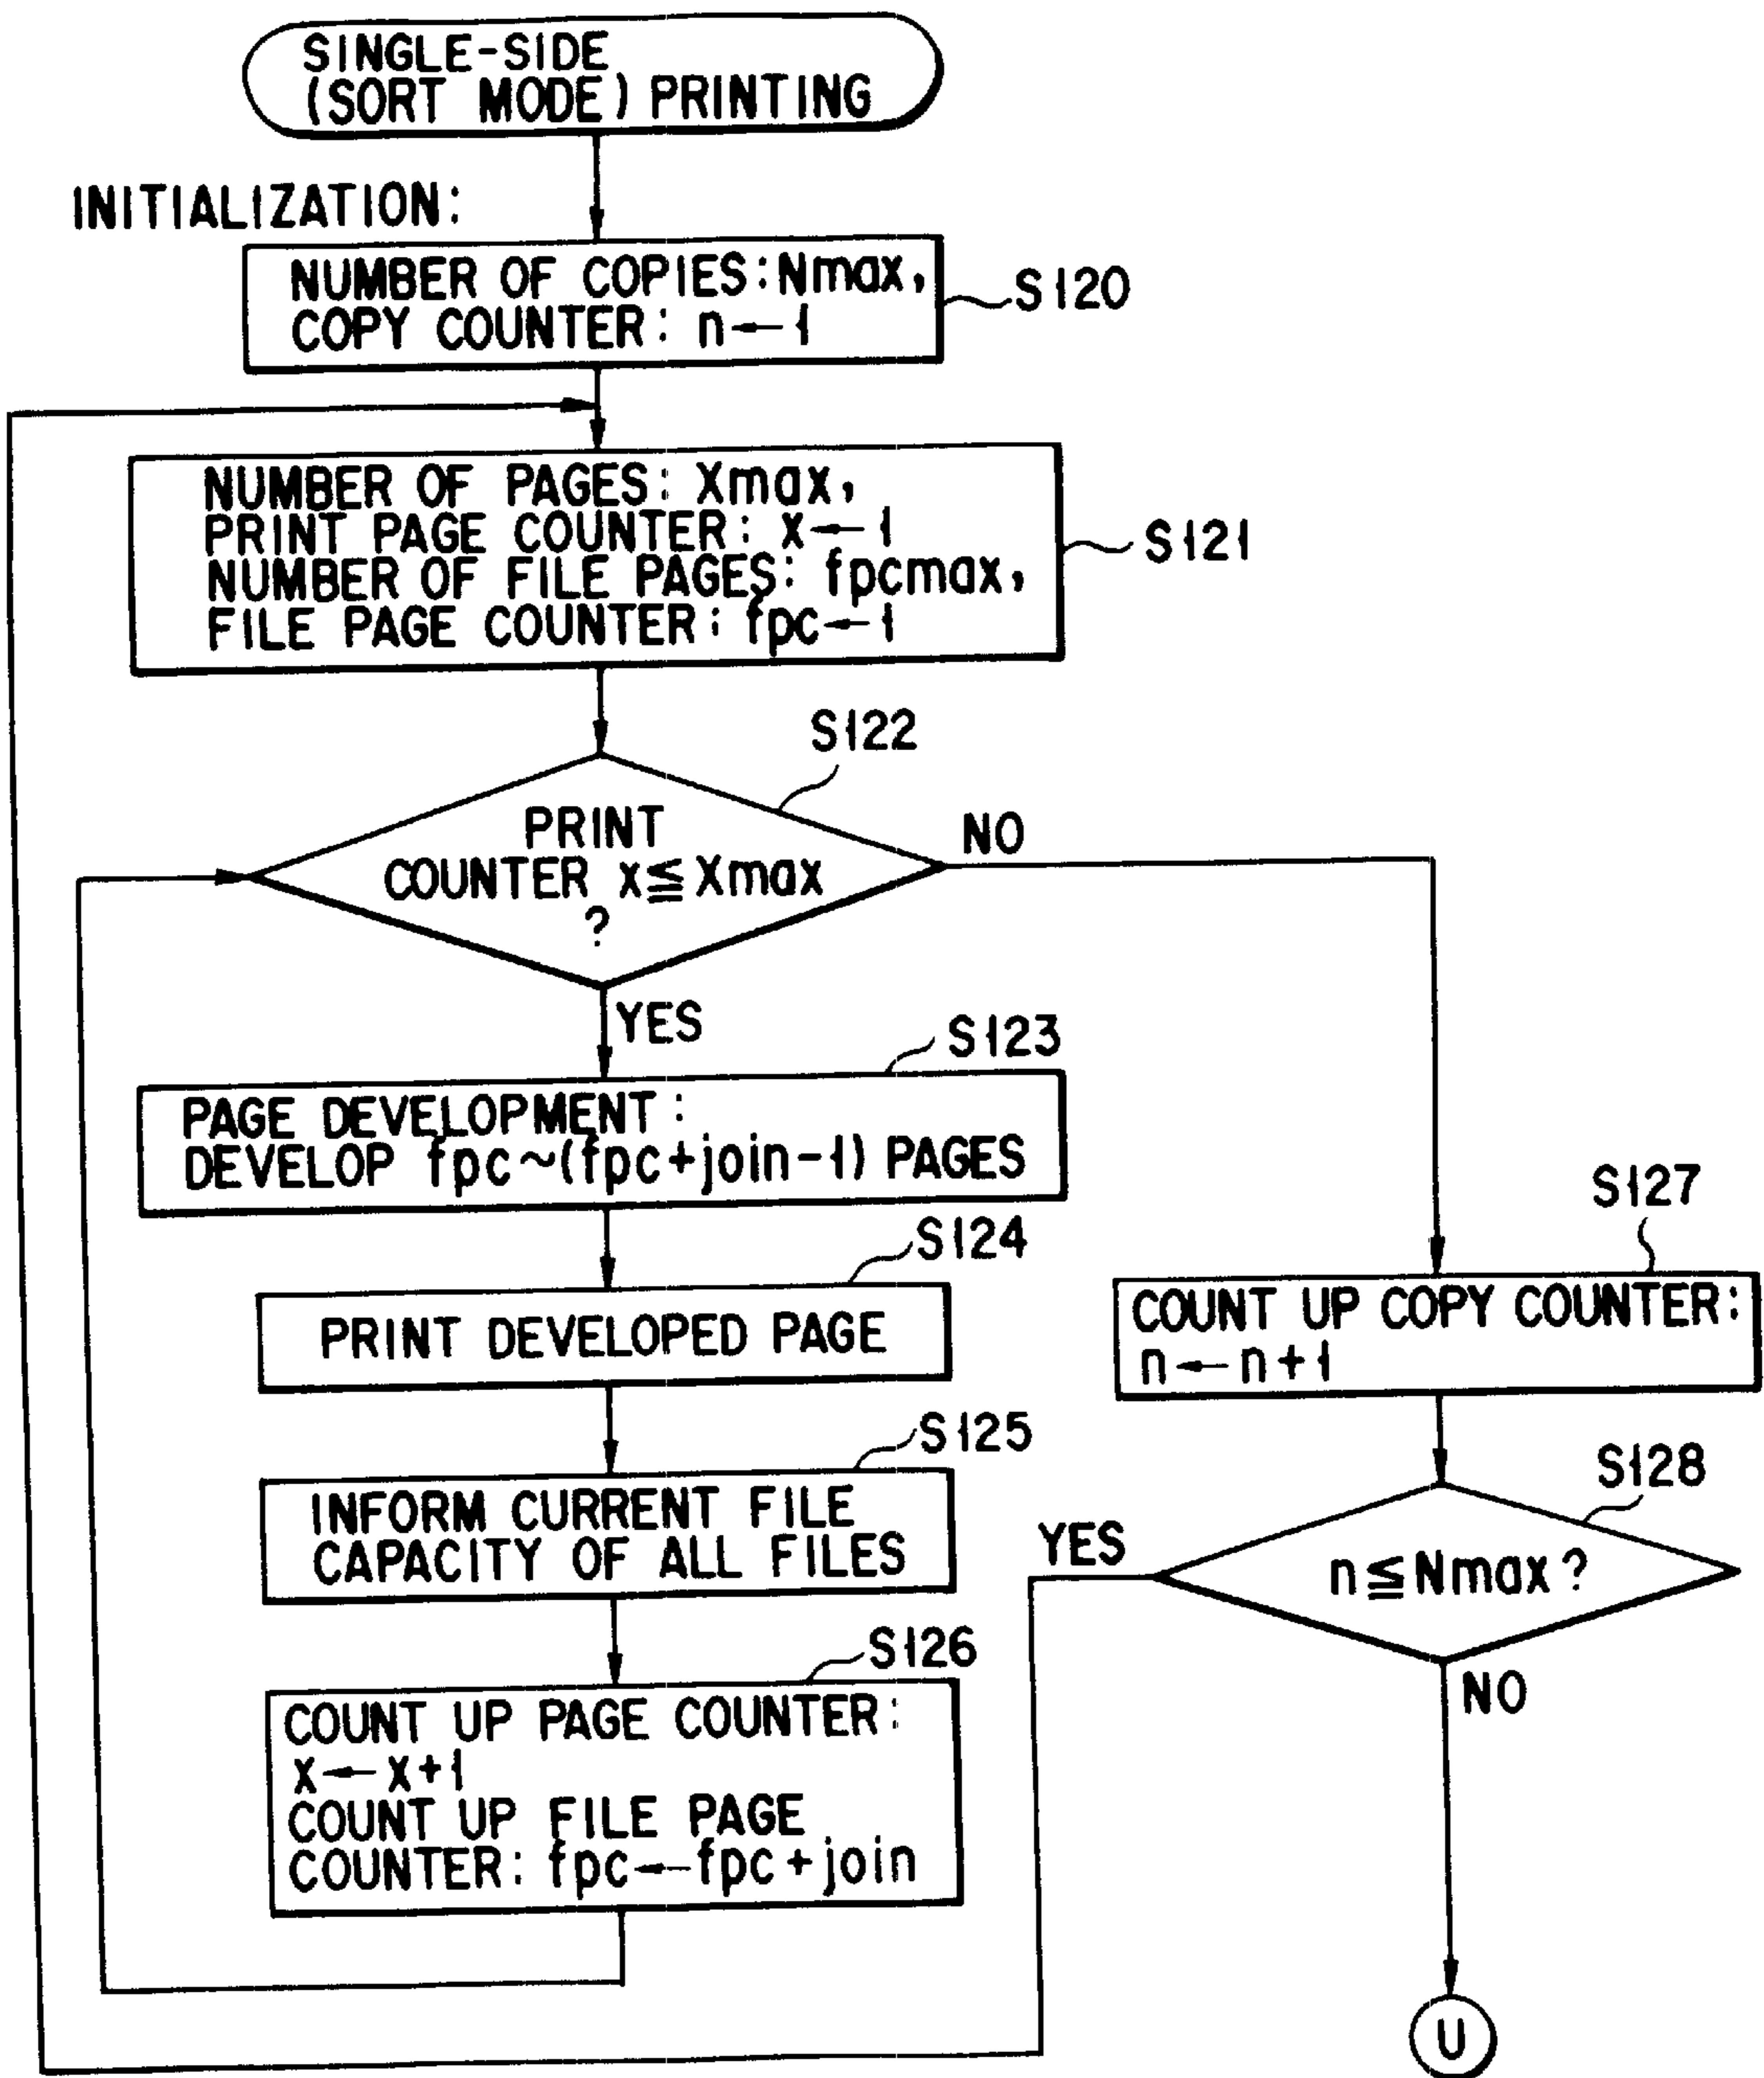 SINGLE-SIDE
(SORT MODE) PRINTING
INITIALIZATION:
NUMBER OF COPIES: Nmax,
COPY COUNTER: n←1
S120
NUMBER OF PAGES: Xmax,
PRINT PAGE COUNTER: x←1
NUMBER OF FILE PAGES: fpcmax,
FILE PAGE COUNTER: fpc←1
S121
S122
PRINT
COUNTER x≦Xmax
?
NO
YES
S123
PAGE DEVELOPMENT:
DEVELOP fpc~(fpc+join-1) PAGES
S124
PRINT DEVELOPED PAGE
S125
INFORM CURRENT FILE
CAPACITY OF ALL FILES
S126
COUNT UP PAGE COUNTER:
x←x+1
COUNT UP FILE PAGE
COUNTER: fpc←fpc+join
S127
COUNT UP COPY COUNTER:
n←n+1
S128
YES
n≦Nmax?
NO
U